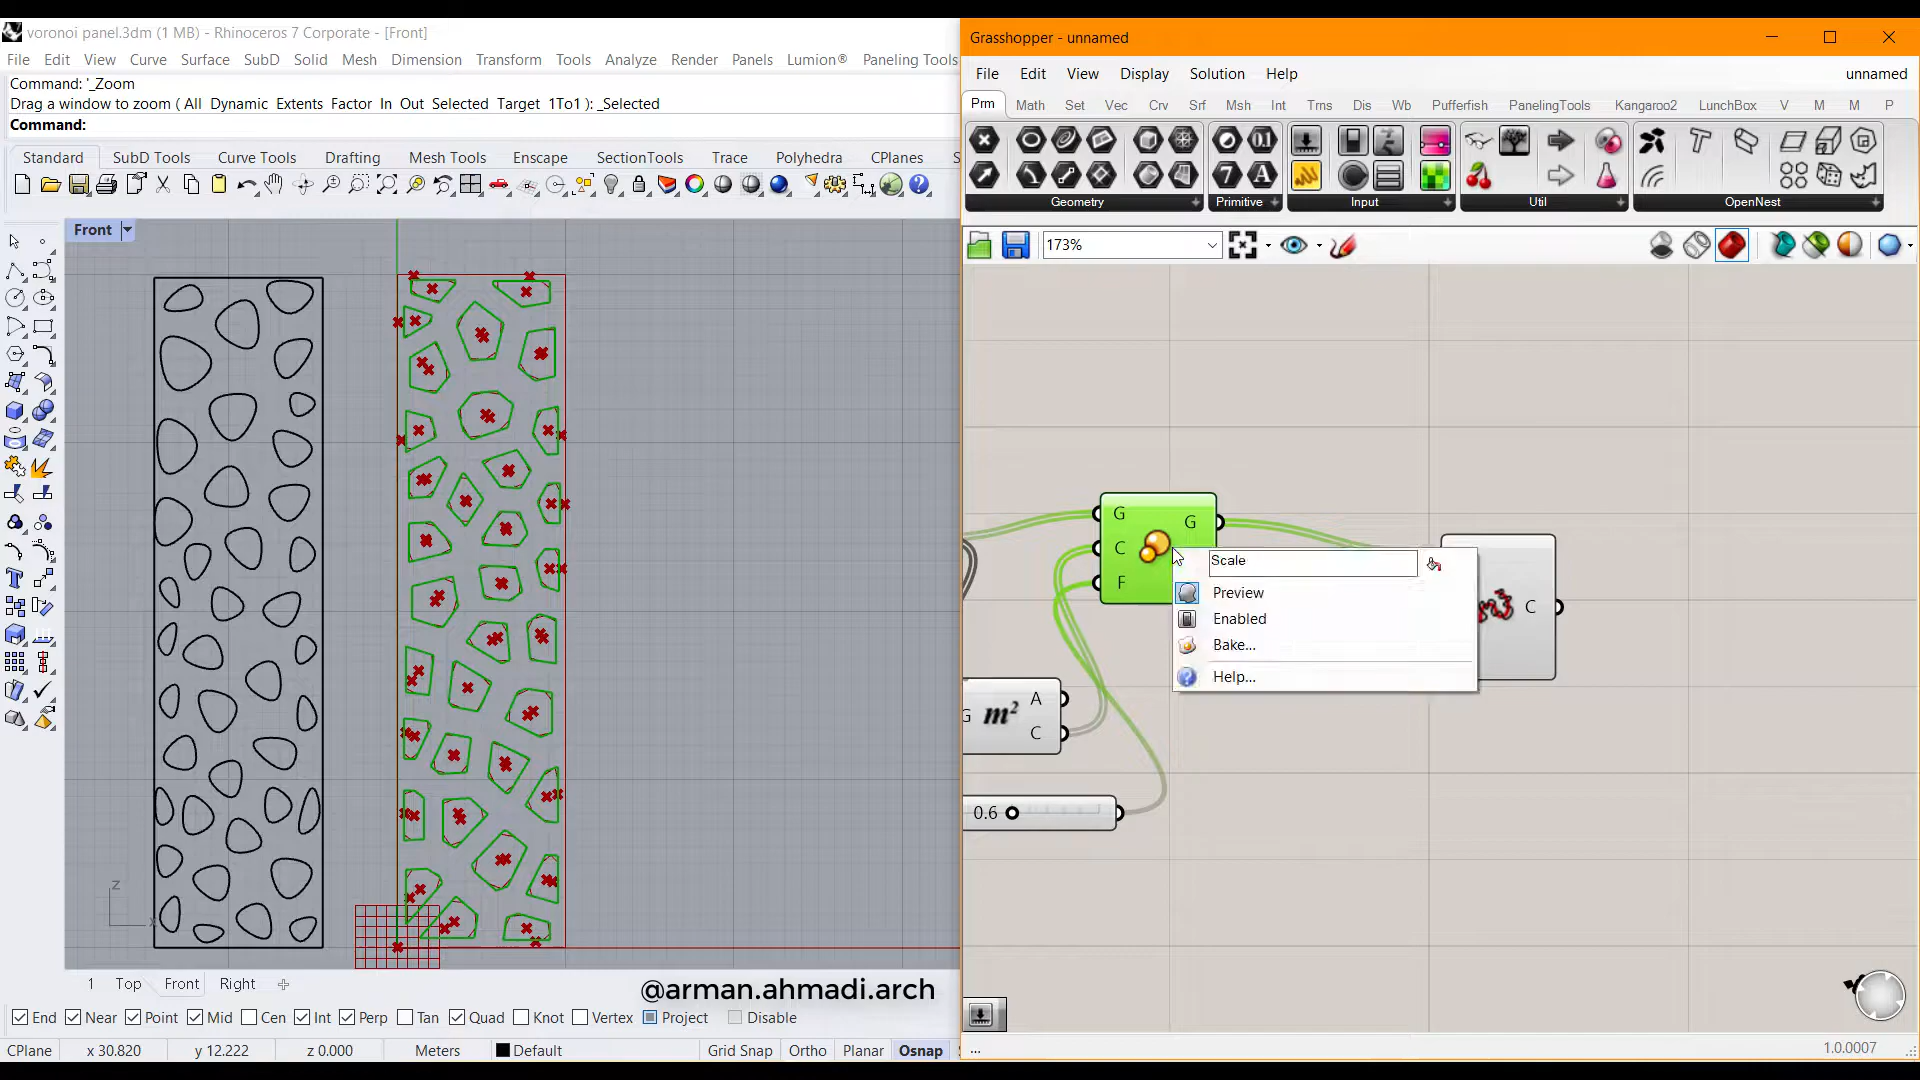 voronoi panel.3dm (1 MB) - Rhinoceros 7 Corporate - [Front]
File Edit View Curve Surface SubD Solid Mesh Dimension Transform Tools Analyze Render Panels Lumion® Paneling Tools
Command: '_Zoom
Drag a window to zoom ( All Dynamic Extents Factor In Out Selected Target 1To1 ): _Selected
Command:
Standard SubD Tools Curve Tools Drafting Mesh Tools Enscape SectionTools Trace Polyhedra CPlanes S
Front
z
x
1 Top Front Right
@arman.ahmadi.arch
End Near Point Mid Cen Int Perp Tan Quad Knot Vertex Project Disable
CPlane x 30.820 y 12.222 z 0.000 Meters Default Grid Snap Ortho Planar Osnap
Grasshopper - unnamed
File Edit View Display Solution Help unnamed
Prm Math Set Vec Crv Srf Msh Int Trns Dis Wb Pufferfish PanelingTools Kangaroo2 LunchBox V M M P
Geometry Primitive Input Util OpenNest
173%
G G
C
F
Scale
Preview
Enabled
Bake...
Help...
C
G m² A
C
0.6
... 1.0.0007